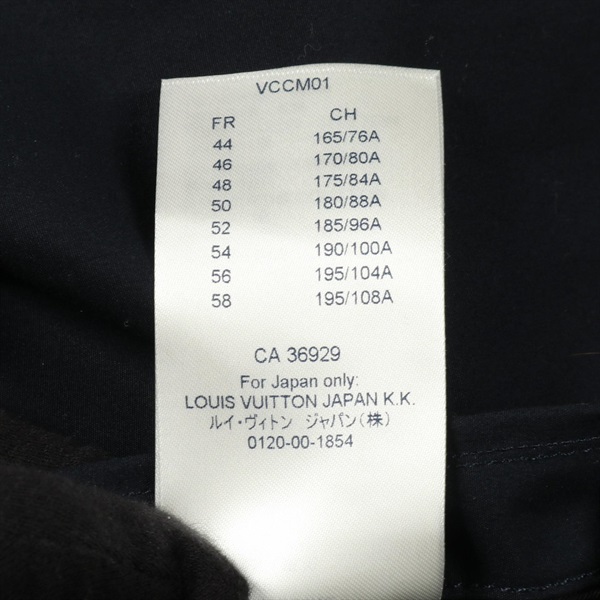 VCCM01
FR CH
44 165/76A
46 170/80A
48 175/84A
50 180/88A
52 185/96A
54 190/100A
56 195/104A
58 195/108A
CA 36929
For Japan only:
LOUIS VUITTON JAPAN K.K.
ルイ・ヴィトン ジャパン(株)
0120-00-1854